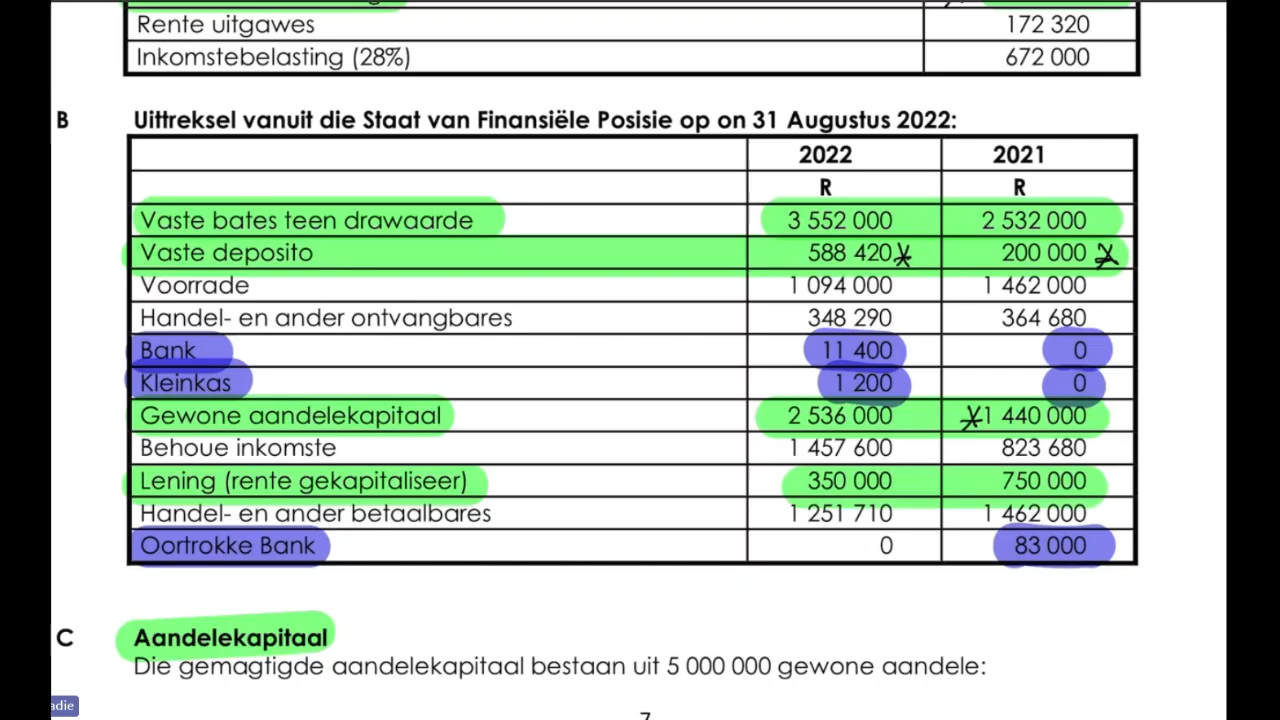 Rente uitgawes 172 320
Inkomstebelasting (28%) 672 000
B Uittreksel vanuit die Staat van Finansiële Posisie op on 31 Augustus 2022:
2022 2021
R R
Vaste bates teen drawaarde 3 552 000 2 532 000
Vaste deposito 588 420 200 000
Voorrade 1 094 000 1 462 000
Handel- en ander ontvangbares 348 290 364 680
Bank 11 400 0
Kleinkas 1 200 0
Gewone aandelekapitaal 2 536 000 1 440 000
Behoue inkomste 1 457 600 823 680
Lening (rente gekapitaliseer) 350 000 750 000
Handel- en ander betaalbares 1 251 710 1 462 000
Oortrokke Bank 0 83 000
C Aandelekapitaal
Die gemagtigde aandelekapitaal bestaan uit 5 000 000 gewone aandele:
adie
7